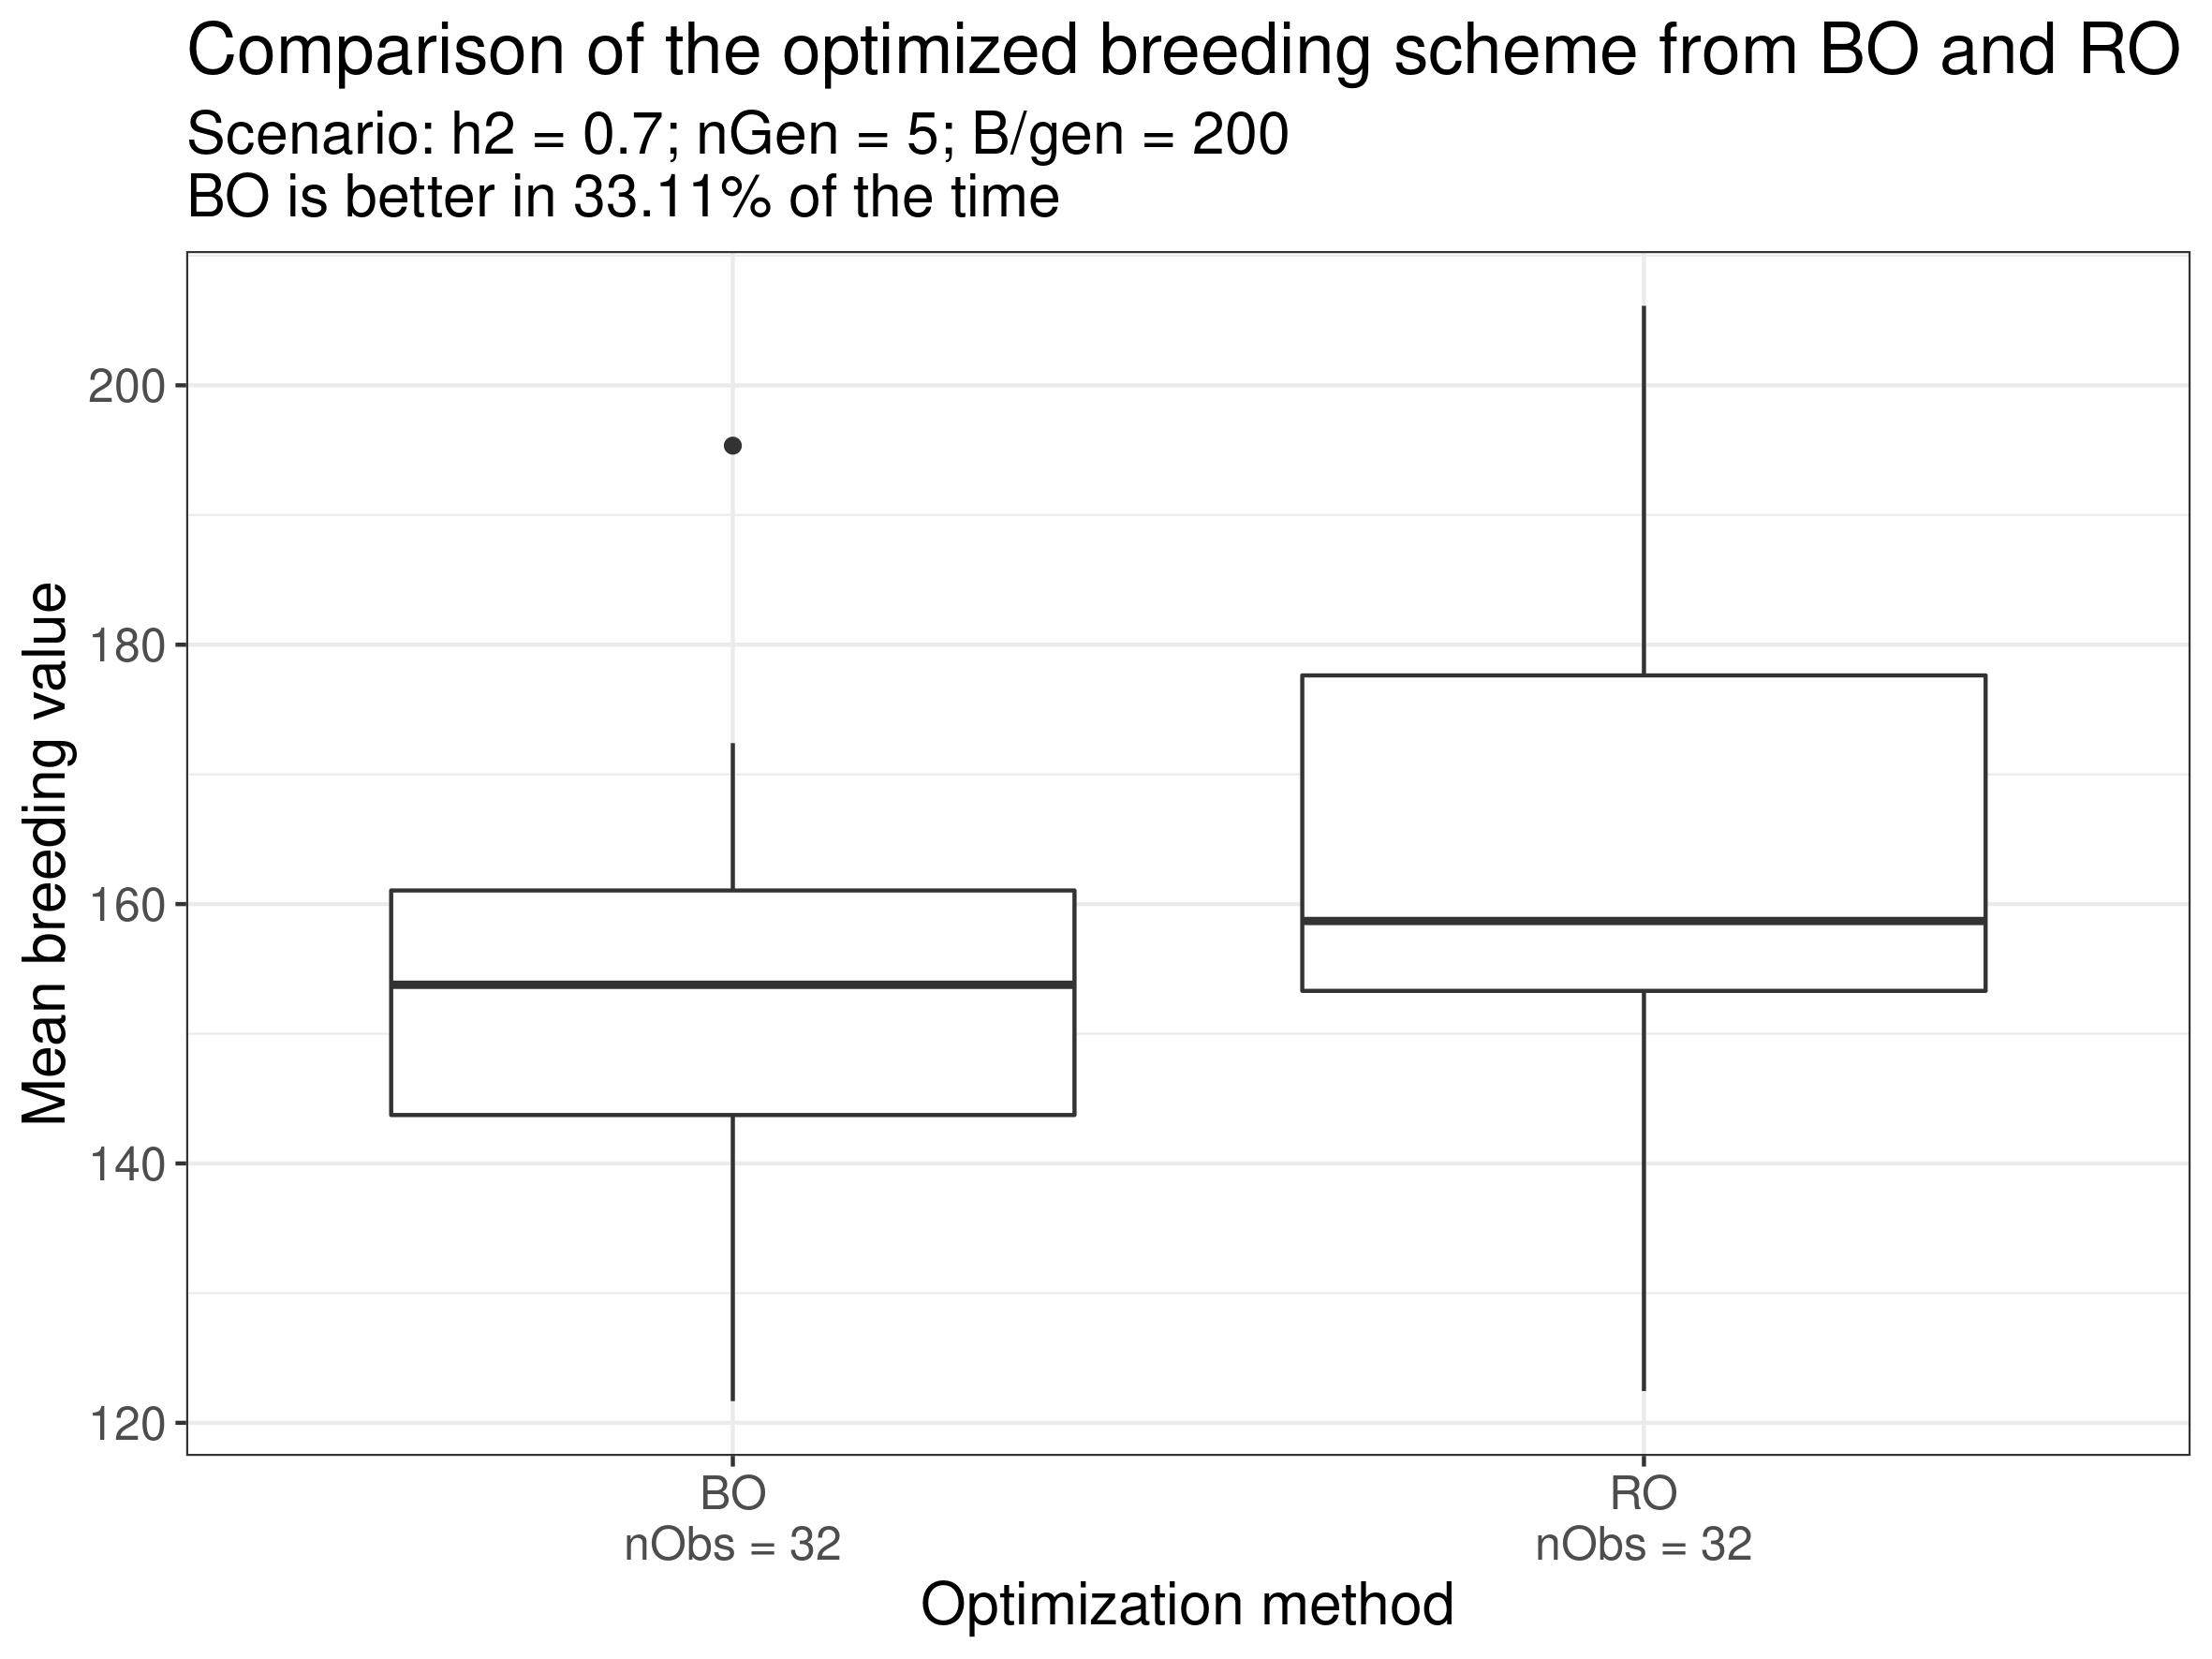 Comparison of the optimized breeding scheme from BO and RO
Scenario: h2 = 0.7; nGen = 5; B/gen = 200
BO is better in 33.11% of the time
Mean breeding value
200
180
160
140
120
BO
nObs = 32
RO
nObs = 32
Optimization method